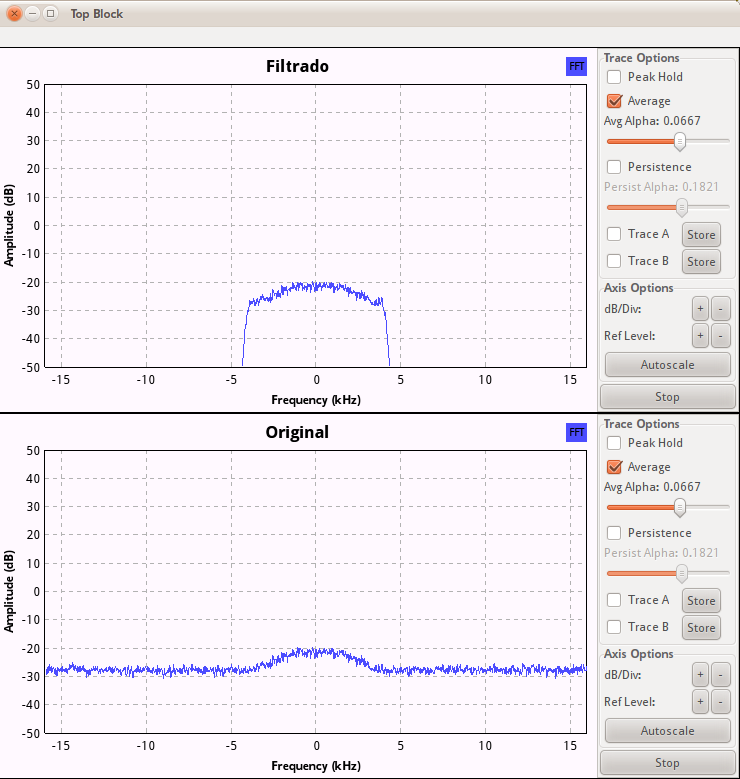 Top Block
Filtrado
FFT
50
40
30
20
10
0
-10
-20
-30
-40
-50
Amplitude (dB)
-15 -10 -5 0 5 10 15
Frequency (kHz)
Trace Options
Peak Hold
Average
Avg Alpha: 0.0667
Persistence
Persist Alpha: 0.1821
Trace A Store
Trace B Store
Axis Options
dB/Div: + -
Ref Level: + -
Autoscale
Stop
Original
FFT
50
40
30
20
10
0
-10
-20
-30
-40
-50
Amplitude (dB)
-15 -10 -5 0 5 10 15
Frequency (kHz)
Trace Options
Peak Hold
Average
Avg Alpha: 0.0667
Persistence
Persist Alpha: 0.1821
Trace A Store
Trace B Store
Axis Options
dB/Div: + -
Ref Level: + -
Autoscale
Stop